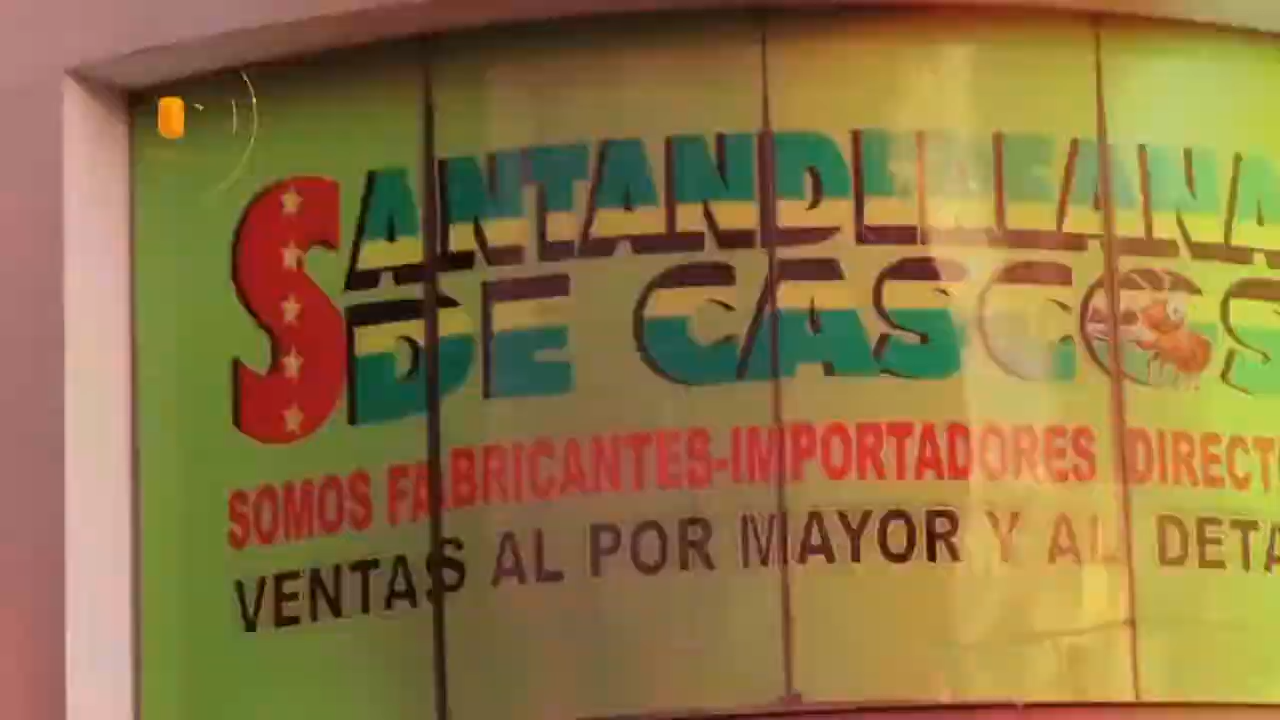 SANTANDEREANA
DE CASCOS
SOMOS FABRICANTES-IMPORTADORES DIRECT
VENTAS AL POR MAYOR Y AL DETA